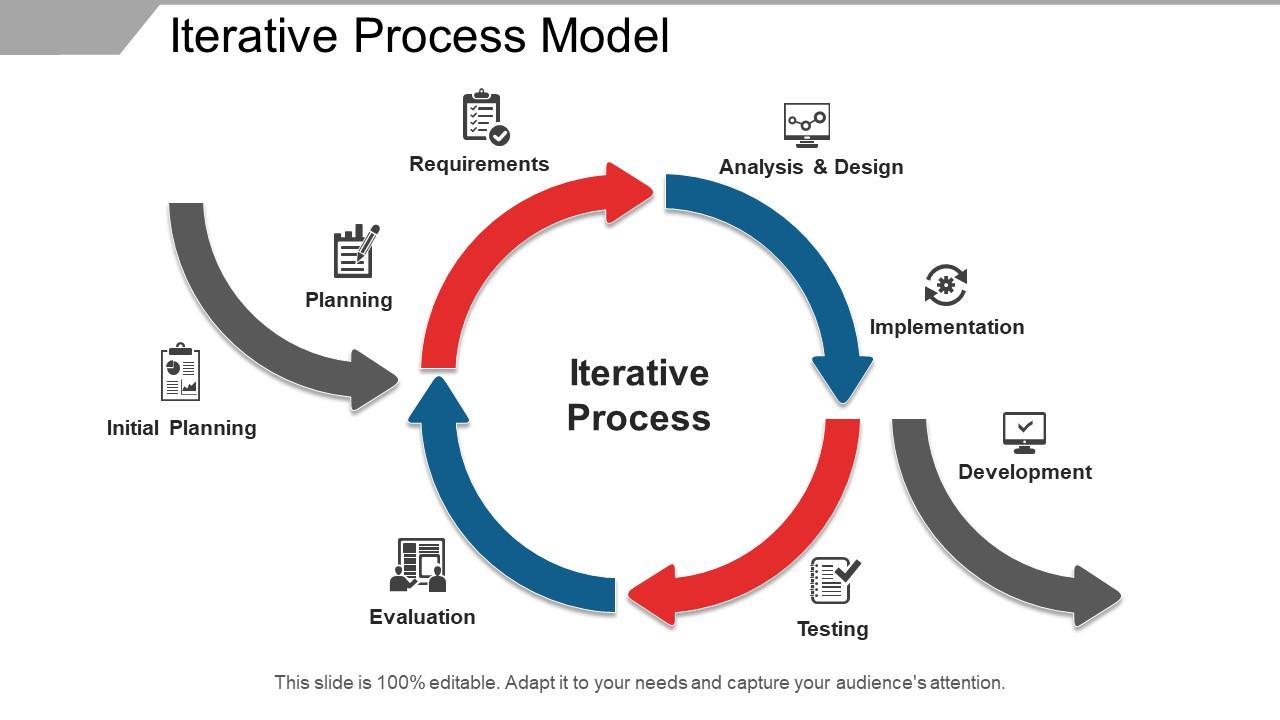 Iterative Process Model
Requirements
Analysis & Design
Planning
Implementation
Initial Planning
Iterative
Process
Development
Evaluation
Testing
This slide is 100% editable. Adapt it to your needs and capture your audience's attention.